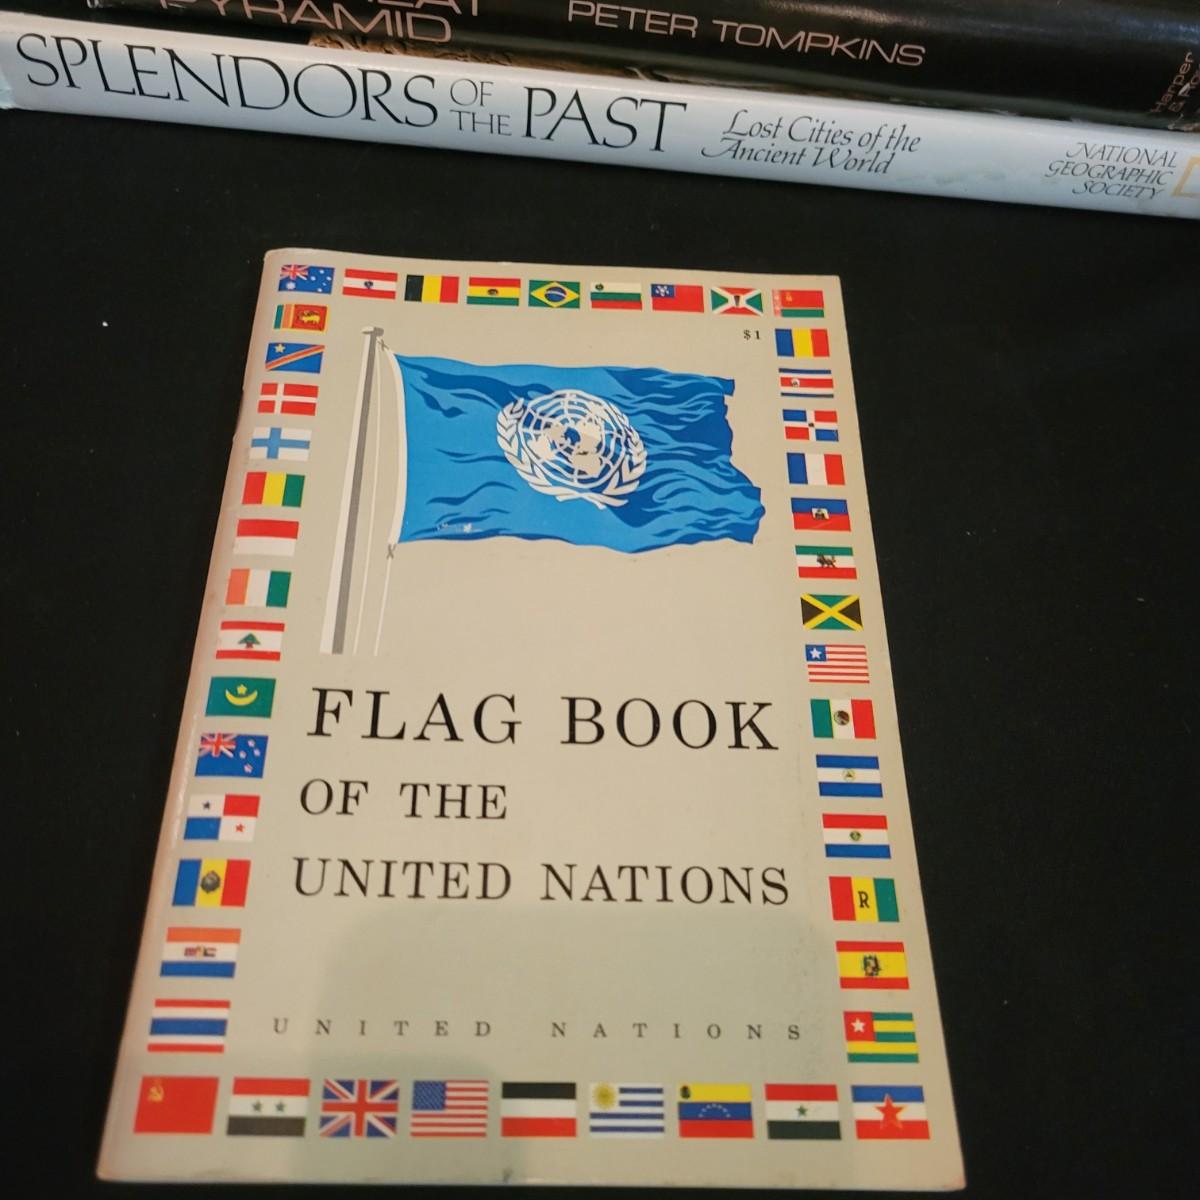 PYRAMID
PETER TOMPKINS
Harper
SPLENDORS OF THE PAST
Lost Cities of the
Ancient World
NATIONAL
GEOGRAPHIC
SOCIETY
$1
FLAG BOOK
OF THE
UNITED NATIONS
UNITED NATIONS
R